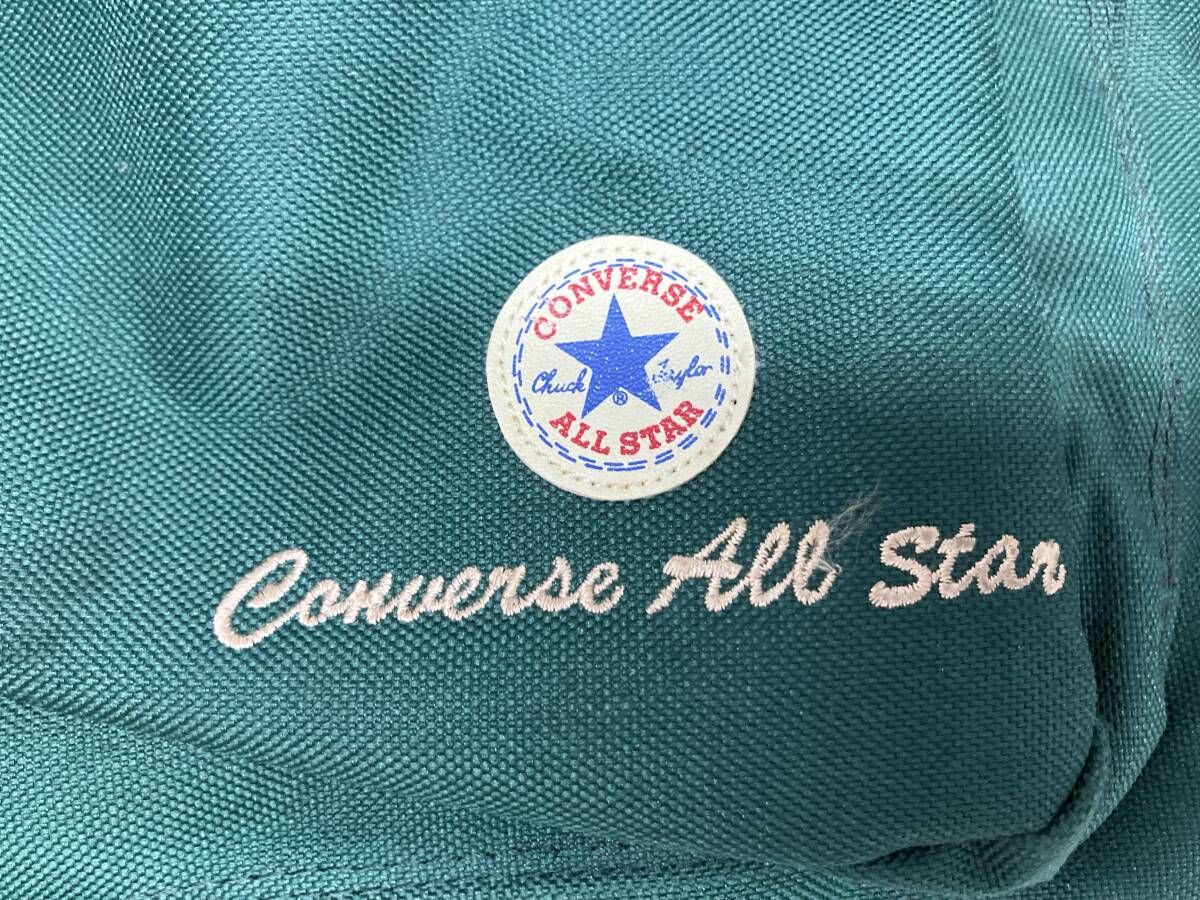 CONVERSE
Chuck Taylor
®
ALL STAR
Converse All Star